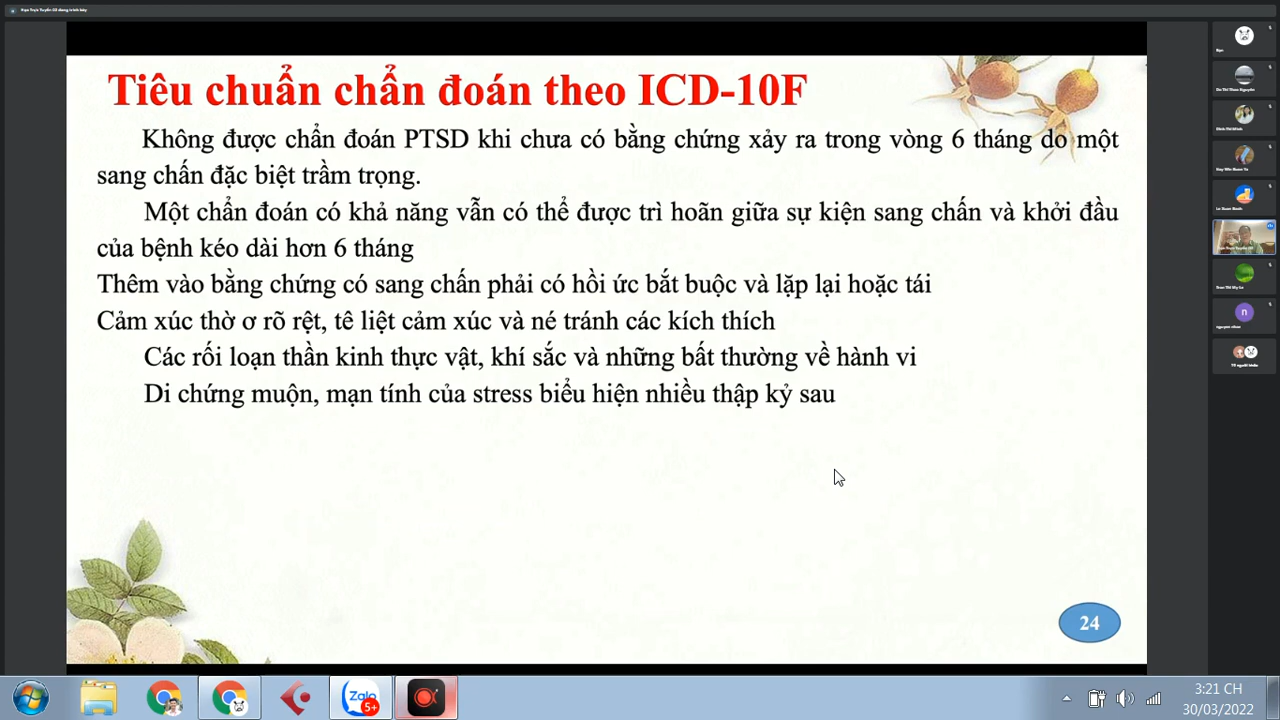 Tiêu chuẩn chẩn đoán theo ICD-10F
Không được chẩn đoán PTSD khi chưa có bằng chứng xảy ra trong vòng 6 tháng do một
sang chấn đặc biệt trầm trọng.
Một chẩn đoán có khả năng vẫn có thể được trì hoãn giữa sự kiện sang chấn và khởi đầu
của bệnh kéo dài hơn 6 tháng
Thêm vào bằng chứng có sang chấn phải có hồi ức bắt buộc và lặp lại hoặc tái
Cảm xúc thờ ơ rõ rệt, tê liệt cảm xúc và né tránh các kích thích
Các rối loạn thần kinh thực vật, khí sắc và những bất thường về hành vi
Di chứng muộn, mạn tính của stress biểu hiện nhiều thập kỷ sau
24
Zalo
5+
3:21 CH
30/03/2022